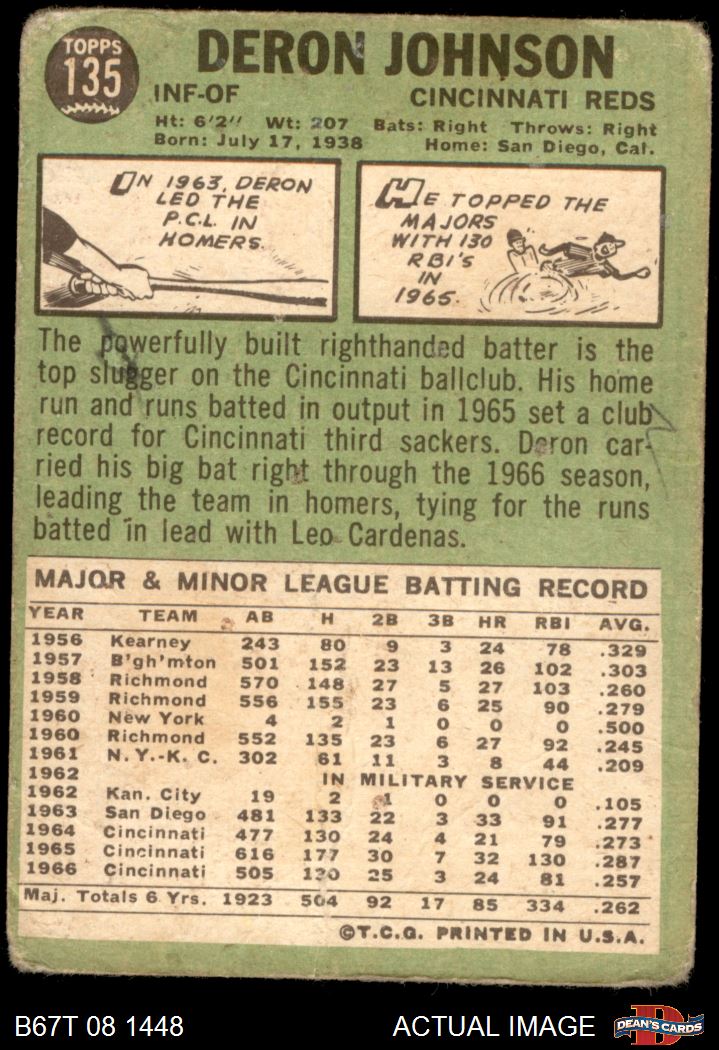 TOPPS
135
DERON JOHNSON
INF-OF CINCINNATI REDS
Ht: 6'2" Wt: 207 Bats: Right Throws: Right
Born: July 17, 1938 Home: San Diego, Cal.
ON 1963, DERON
LED THE
P.C.L. IN
HOMERS.
HE TOPPED THE
MAJORS
WITH 130
RBI'S
IN
1965.
The powerfully built righthanded batter is the
top slugger on the Cincinnati ballclub. His home
run and runs batted in output in 1965 set a club
record for Cincinnati third sackers. Deron car-
ried his big bat right through the 1966 season,
leading the team in homers, tying for the runs
batted in lead with Leo Cardenas.
MAJOR & MINOR LEAGUE BATTING RECORD
YEAR TEAM AB H 2B 3B HR RBI AVG.
1956 Kearney 243 80 9 3 24 78 .329
1957 B'gh'mton 501 152 23 13 26 102 .303
1958 Richmond 570 148 27 5 27 103 .260
1959 Richmond 556 155 23 6 25 90 .279
1960 New York 4 2 1 0 0 0 .500
1960 Richmond 552 135 23 6 27 92 .245
1961 N.Y.-K.C. 302 61 11 3 8 44 .209
1962 IN MILITARY SERVICE
1962 Kan. City 19 2 1 0 0 0 .105
1963 San Diego 481 133 22 3 33 91 .277
1964 Cincinnati 477 130 24 4 21 79 .273
1965 Cincinnati 616 177 30 7 32 130 .287
1966 Cincinnati 505 130 25 3 24 81 .257
Maj. Totals 6 Yrs. 1923 504 92 17 85 334 .262
©T.C.G. PRINTED IN U.S.A.
B67T 08 1448 ACTUAL IMAGE DEAN'S CARDS